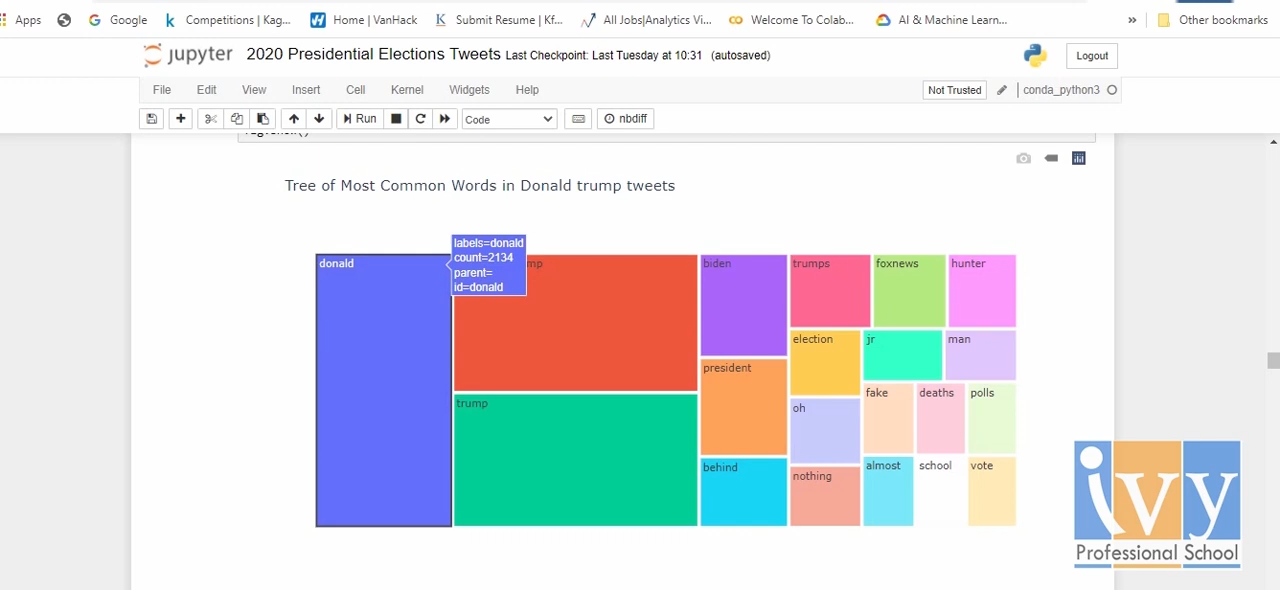 Apps
Google
Competitions | Kag...
Home | VanHack
Submit Resume | Kf...
All Jobs|Analytics Vi...
Welcome To Colab...
AI & Machine Learn...
»
Other bookmarks
jupyter 2020 Presidential Elections Tweets Last Checkpoint: Last Tuesday at 10:31 (autosaved)
Logout
File Edit View Insert Cell Kernel Widgets Help
Not Trusted
conda_python3
Run
Code
nbdiff
Tree of Most Common Words in Donald trump tweets
donald
labels=donald
count=2134
parent=
id=donald
mp
trump
biden
president
behind
trumps
foxnews
hunter
election
jr
man
oh
fake
deaths
polls
nothing
almost
school
vote
ivy
Professional School